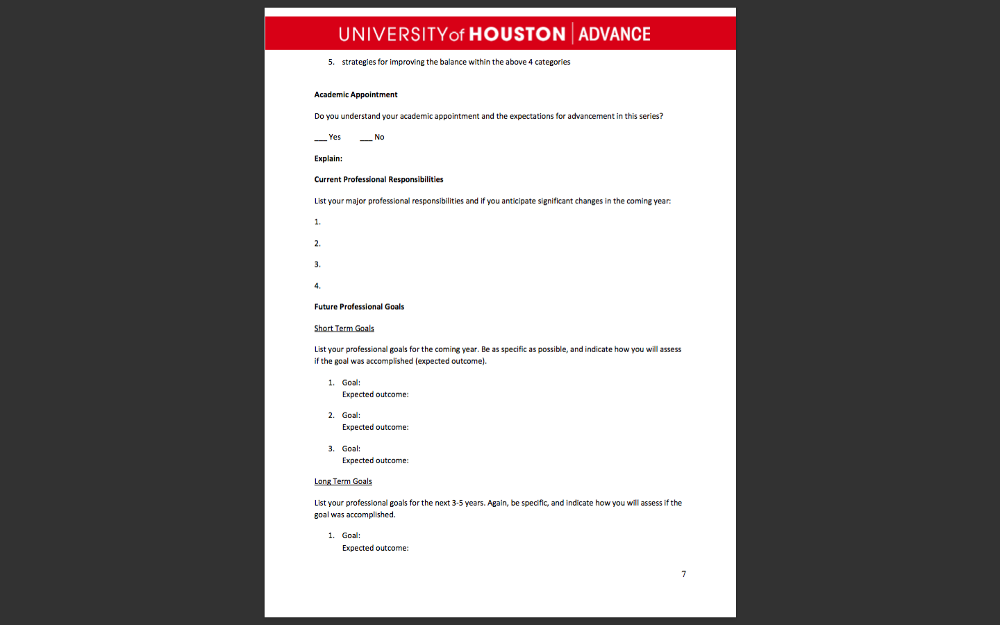 UNIVERSITY of HOUSTON | ADVANCE
5. strategies for improving the balance within the above 4 categories
Academic Appointment
Do you understand your academic appointment and the expectations for advancement in this series?
___ Yes ___ No
Explain:
Current Professional Responsibilities
List your major professional responsibilities and if you anticipate significant changes in the coming year:
1.
2.
3.
4.
Future Professional Goals
Short Term Goals
List your professional goals for the coming year. Be as specific as possible, and indicate how you will assess
if the goal was accomplished (expected outcome).
1. Goal:
Expected outcome:
2. Goal:
Expected outcome:
3. Goal:
Expected outcome:
Long Term Goals
List your professional goals for the next 3-5 years. Again, be specific, and indicate how you will assess if the
goal was accomplished.
1. Goal:
Expected outcome:
7